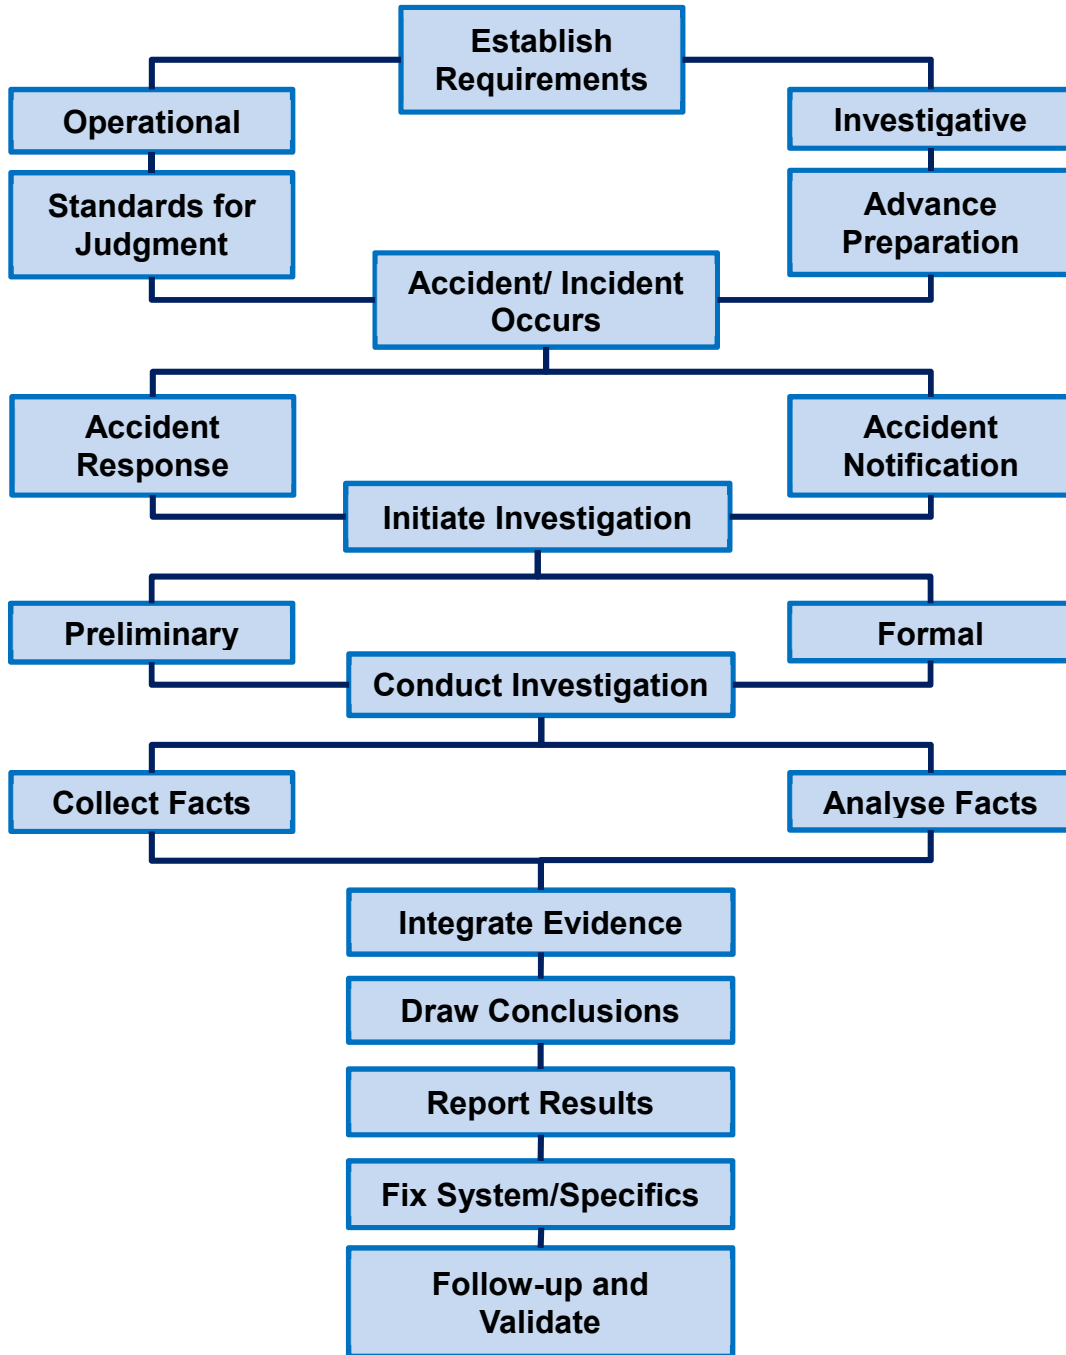 Establish
Requirements
Operational
Investigative
Standards for
Judgment
Advance
Preparation
Accident/ Incident
Occurs
Accident
Response
Accident
Notification
Initiate Investigation
Preliminary
Formal
Conduct Investigation
Collect Facts
Analyse Facts
Integrate Evidence
Draw Conclusions
Report Results
Fix System/Specifics
Follow-up and
Validate